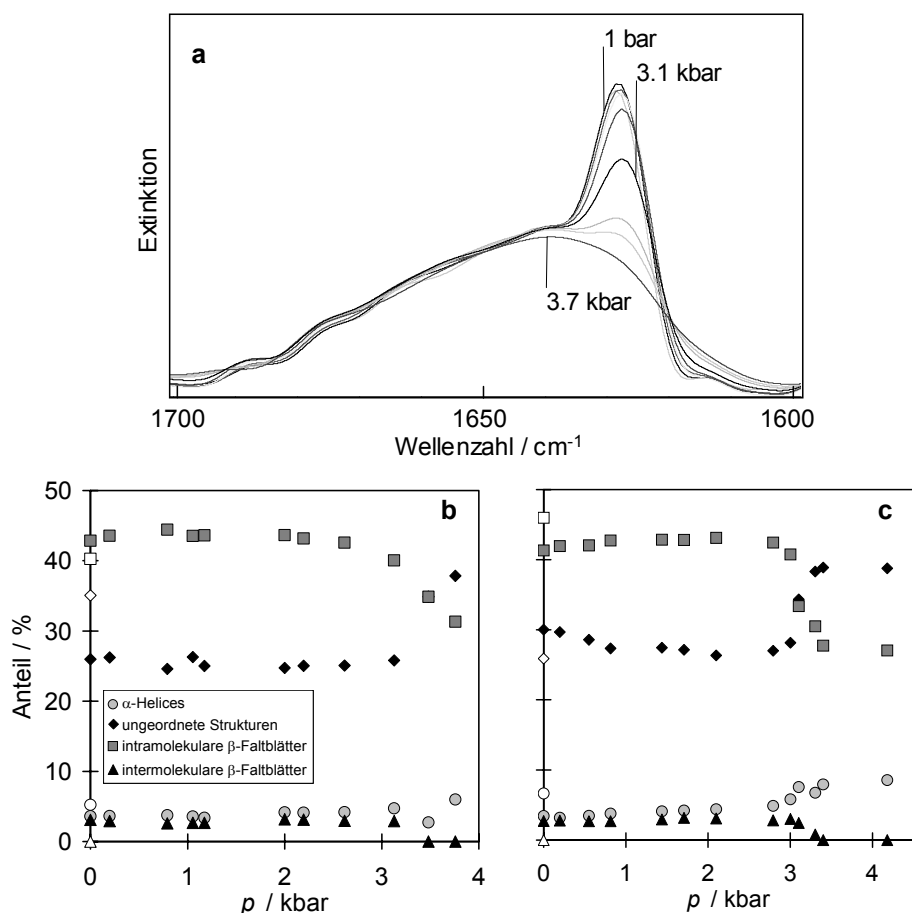 a
1 bar
3.1 kbar
3.7 kbar
Extinktion
1700
1650
1600
Wellenzahl / cm⁻¹
50
40
30
20
10
0
Anteil / %
b
α-Helices
ungeordnete Strukturen
intramolekulare β-Faltblätter
intermolekulare β-Faltblätter
0
1
2
3
4
p / kbar
c
0
1
2
3
4
p / kbar